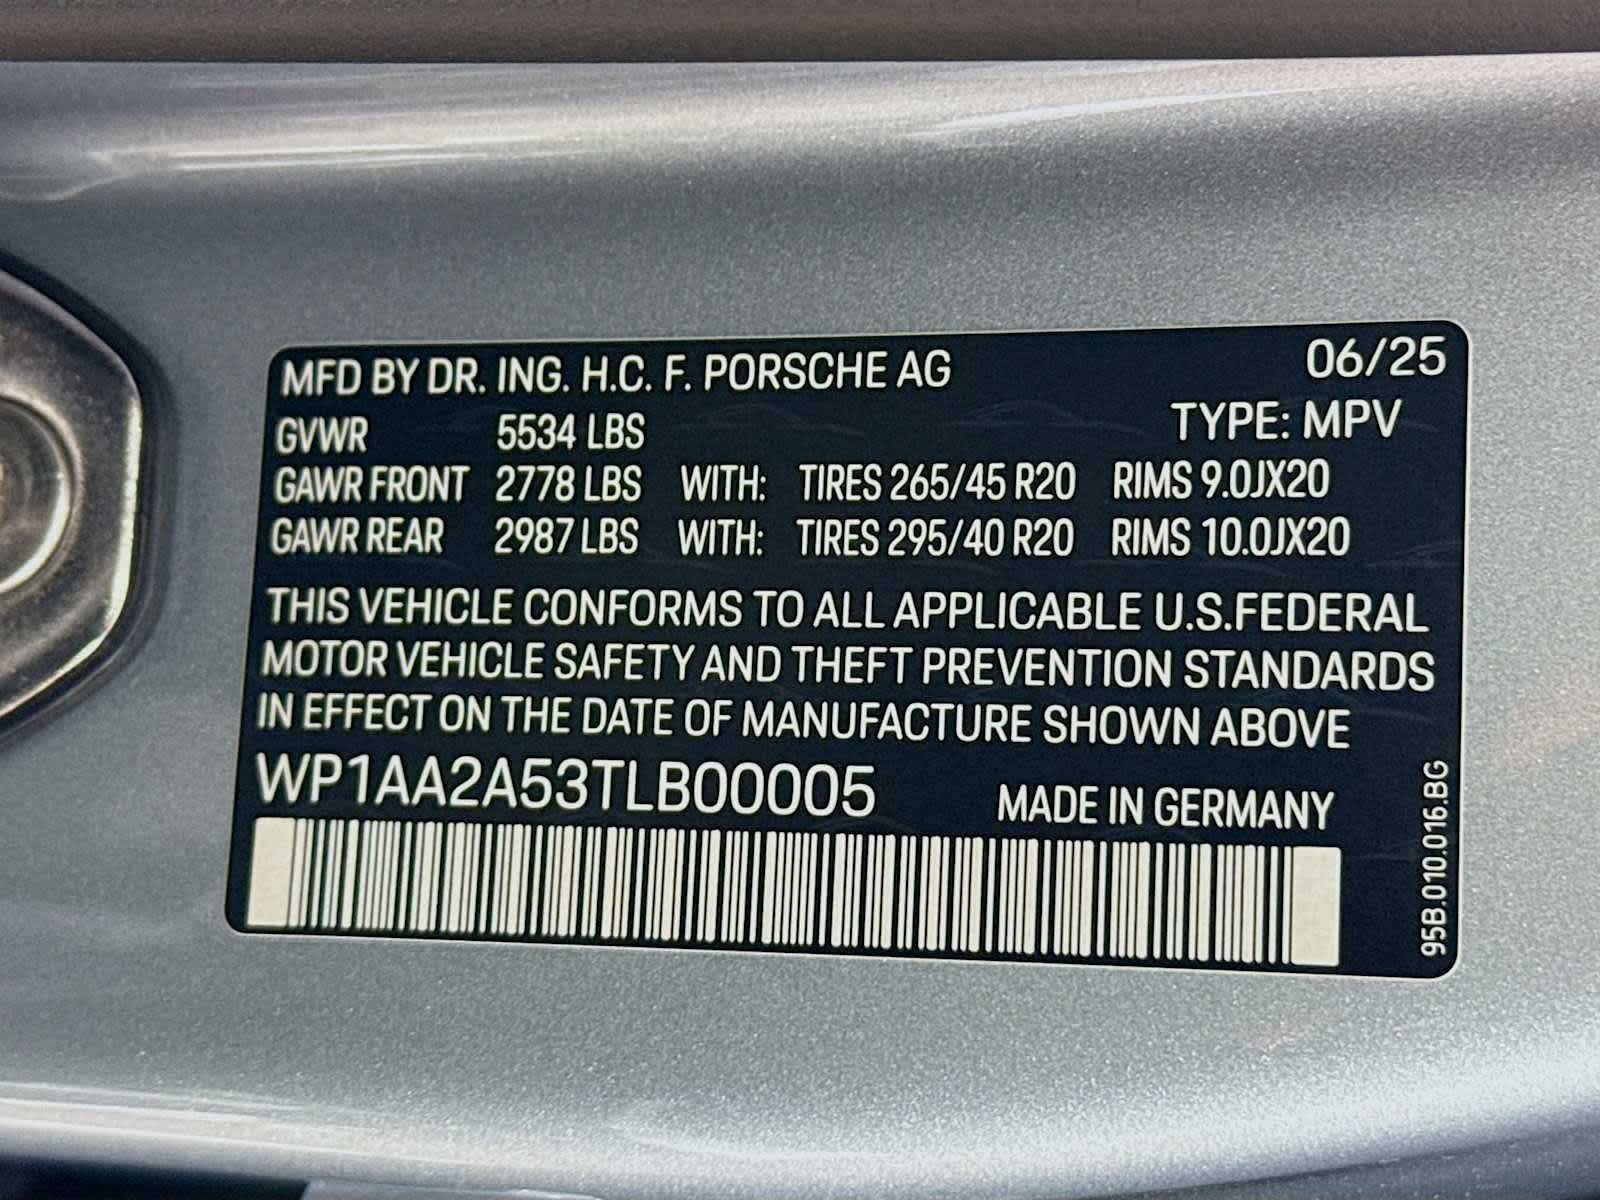 MFD BY DR. ING. H.C. F. PORSCHE AG 06/25
GVWR 5534 LBS TYPE: MPV
GAWR FRONT 2778 LBS WITH: TIRES 265/45 R20 RIMS 9.0JX20
GAWR REAR 2987 LBS WITH: TIRES 295/40 R20 RIMS 10.0JX20
THIS VEHICLE CONFORMS TO ALL APPLICABLE U.S.FEDERAL
MOTOR VEHICLE SAFETY AND THEFT PREVENTION STANDARDS
IN EFFECT ON THE DATE OF MANUFACTURE SHOWN ABOVE
WP1AA2A53TLB00005 MADE IN GERMANY
95B.010.016.BG